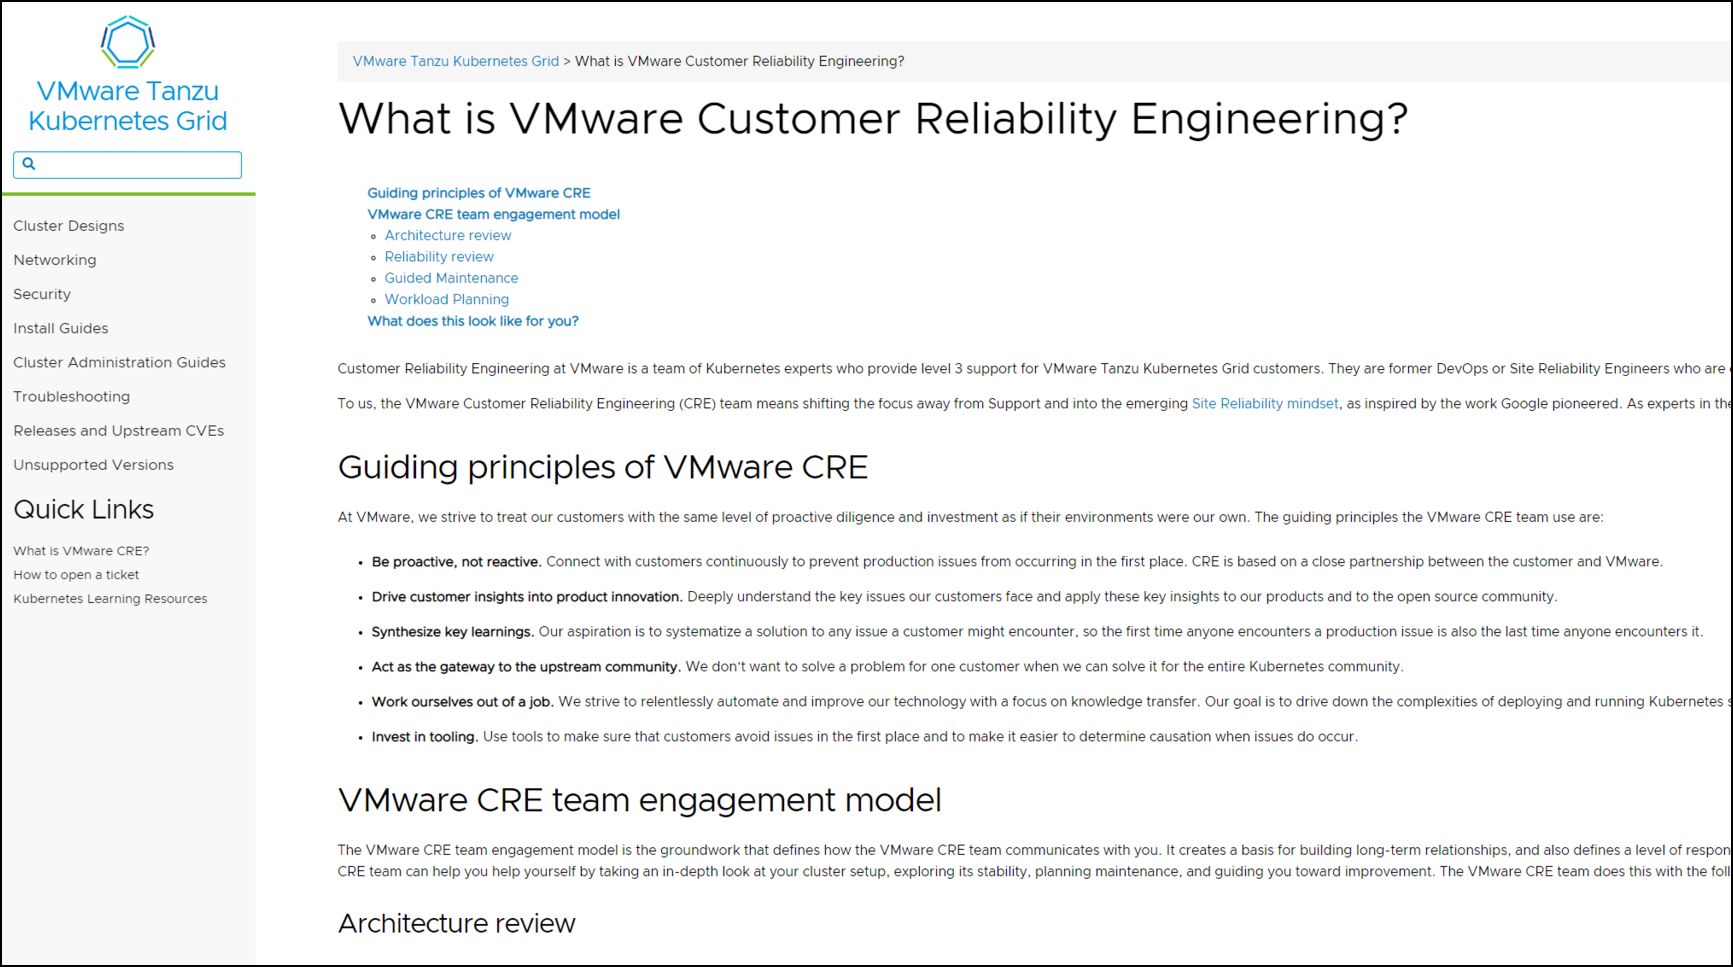 VMware Tanzu
Kubernetes Grid
Cluster Designs
Networking
Security
Install Guides
Cluster Administration Guides
Troubleshooting
Releases and Upstream CVEs
Unsupported Versions
Quick Links
What is VMware CRE?
How to open a ticket
Kubernetes Learning Resources
VMware Tanzu Kubernetes Grid > What is VMware Customer Reliability Engineering?
What is VMware Customer Reliability Engineering?
Guiding principles of VMware CRE
VMware CRE team engagement model
Architecture review
Reliability review
Guided Maintenance
Workload Planning
What does this look like for you?
Customer Reliability Engineering at VMware is a team of Kubernetes experts who provide level 3 support for VMware Tanzu Kubernetes Grid customers. They are former DevOps or Site Reliability Engineers who are
To us, the VMware Customer Reliability Engineering (CRE) team means shifting the focus away from Support and into the emerging Site Reliability mindset, as inspired by the work Google pioneered. As experts in the
Guiding principles of VMware CRE
At VMware, we strive to treat our customers with the same level of proactive diligence and investment as if their environments were our own. The guiding principles the VMware CRE team use are:
• Be proactive, not reactive. Connect with customers continuously to prevent production issues from occurring in the first place. CRE is based on a close partnership between the customer and VMware.
• Drive customer insights into product innovation. Deeply understand the key issues our customers face and apply these key insights to our products and to the open source community.
• Synthesize key learnings. Our aspiration is to systematize a solution to any issue a customer might encounter, so the first time anyone encounters a production issue is also the last time anyone encounters it.
• Act as the gateway to the upstream community. We don't want to solve a problem for one customer when we can solve it for the entire Kubernetes community.
• Work ourselves out of a job. We strive to relentlessly automate and improve our technology with a focus on knowledge transfer. Our goal is to drive down the complexities of deploying and running Kubernetes
• Invest in tooling. Use tools to make sure that customers avoid issues in the first place and to make it easier to determine causation when issues do occur.
VMware CRE team engagement model
The VMware CRE team engagement model is the groundwork that defines how the VMware CRE team communicates with you. It creates a basis for building long-term relationships, and also defines a level of respon
CRE team can help you help yourself by taking an in-depth look at your cluster setup, exploring its stability, planning maintenance, and guiding you toward improvement. The VMware CRE team does this with the foll
Architecture review